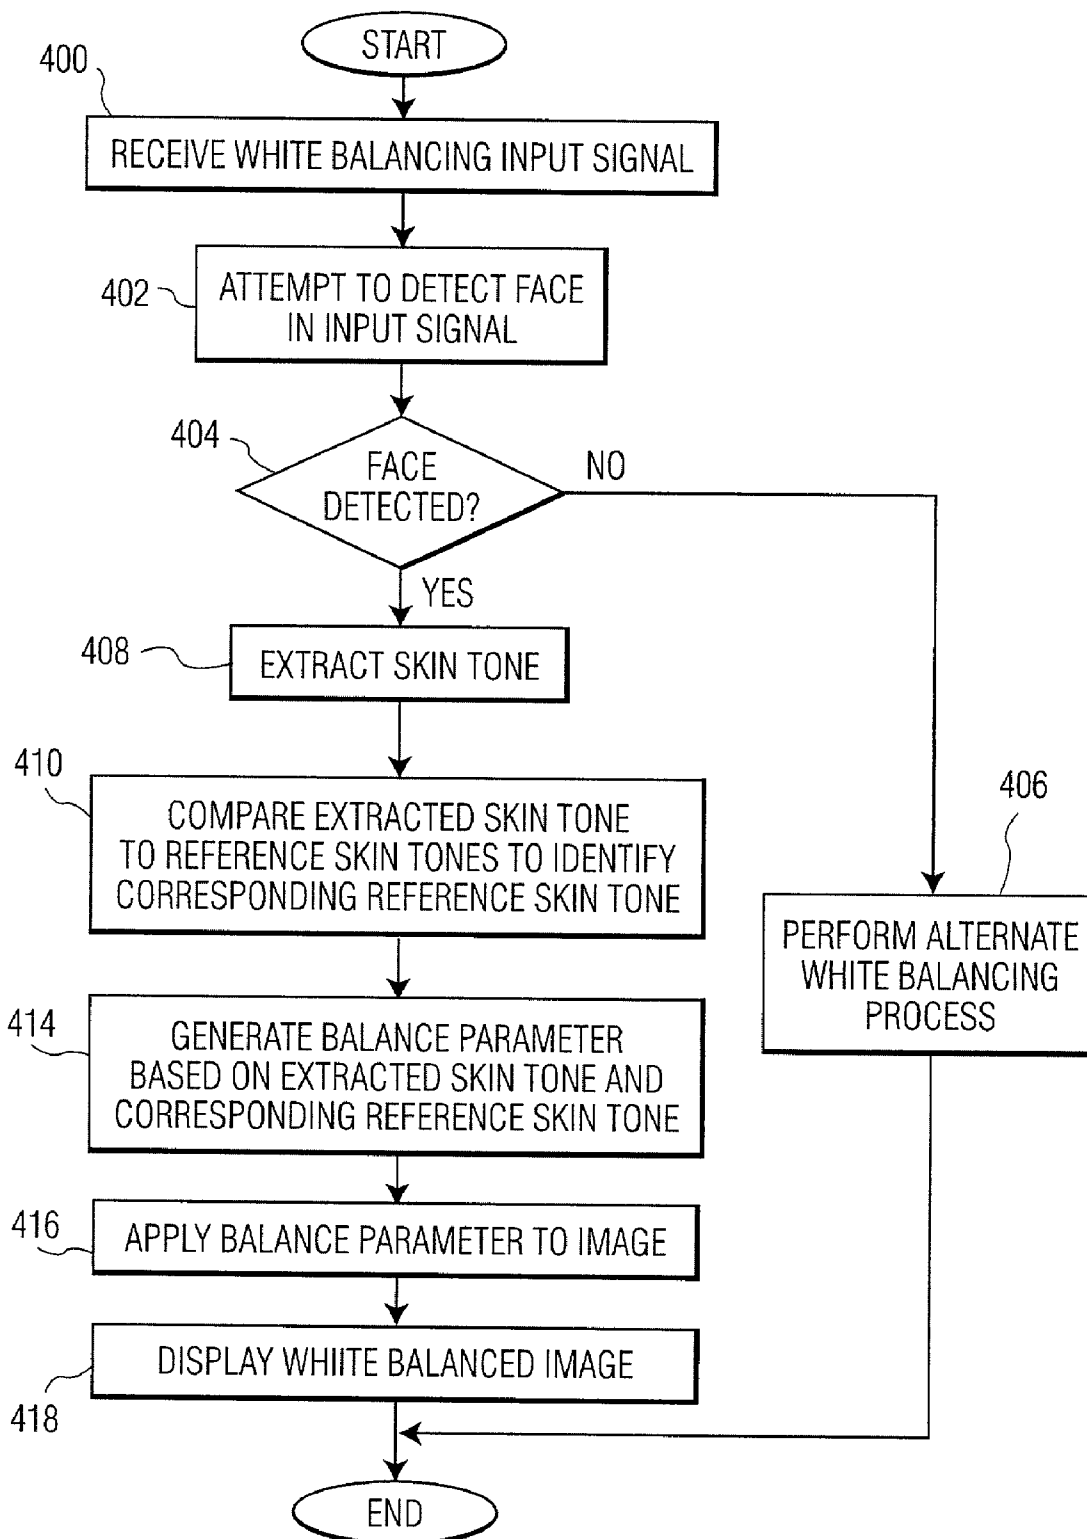 START
400
RECEIVE WHITE BALANCING INPUT SIGNAL
402
ATTEMPT TO DETECT FACE
IN INPUT SIGNAL
404
FACE
DETECTED?
NO
YES
408
EXTRACT SKIN TONE
410
COMPARE EXTRACTED SKIN TONE
TO REFERENCE SKIN TONES TO IDENTIFY
CORRESPONDING REFERENCE SKIN TONE
406
PERFORM ALTERNATE
WHITE BALANCING
PROCESS
414
GENERATE BALANCE PARAMETER
BASED ON EXTRACTED SKIN TONE AND
CORRESPONDING REFERENCE SKIN TONE
416
APPLY BALANCE PARAMETER TO IMAGE
DISPLAY WHIITE BALANCED IMAGE
418
END